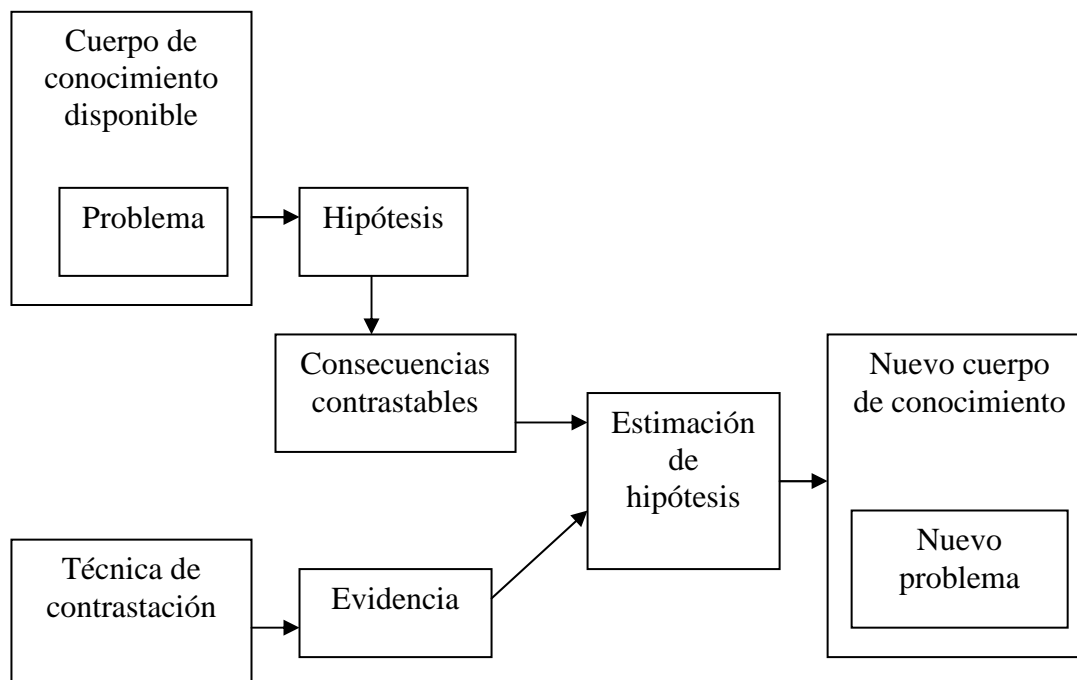 Cuerpo de
conocimiento
disponible
Problema
Hipótesis
Consecuencias
contrastables
Estimación
de
hipótesis
Nuevo cuerpo
de conocimiento
Nuevo
problema
Técnica de
contrastación
Evidencia